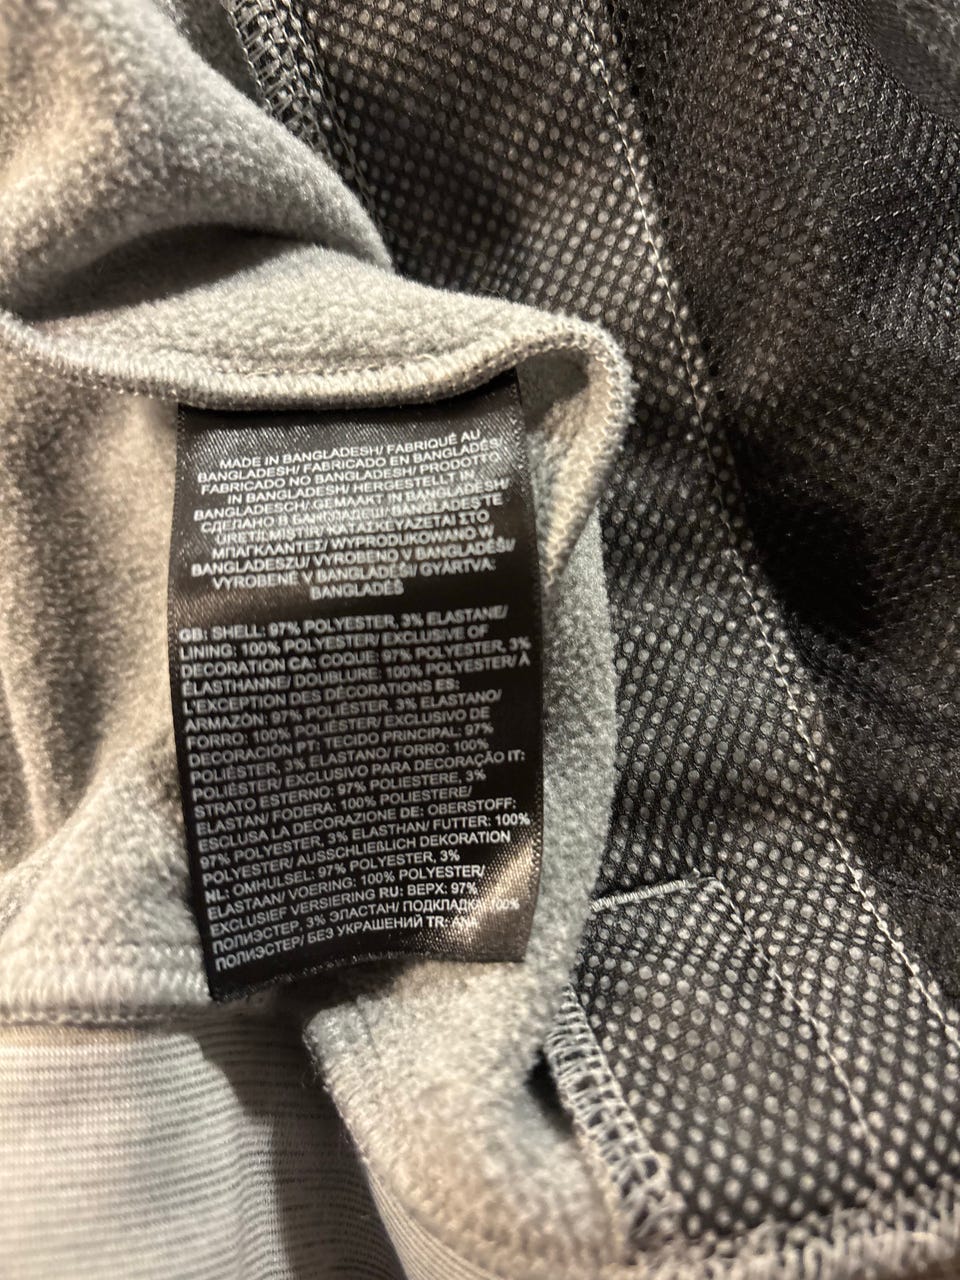 MADE IN BANGLADESH/ FABRIQUÉ AU
BANGLADESH/ FABRICADO EN BANGLADÉS/
FABRICADO NO BANGLADESH/ PRODOTTO
IN BANGLADESH/ HERGESTELLT IN
BANGLADESCH/ GEMAAKT IN BANGLADESH/
СДЕЛАНО В БАНГЛАДЕШ/ BANGLADEŞ'TE
ÜRETİLMİŞTİR/ ΚΑΤΑΣΚΕΥΑΖΕΤΑΙ ΣΤΟ
ΜΠΑΓΚΛΑΝΤΕΣ/ WYPRODUKOWANO W
BANGLADESZU/ VYROBENO V BANGLADÉŠI/
VYROBENÉ V BANGLADÉŠI/ GYÁRTVA:
BANGLADES
GB: SHELL: 97% POLYESTER, 3% ELASTANE/
LINING: 100% POLYESTER/ EXCLUSIVE OF
DECORATION CA: COQUE: 97% POLYESTER, 3%
ÉLASTHANNE/ DOUBLURE: 100% POLYESTER/ À
L'EXCEPTION DES DÉCORATIONS ES:
ARMAZÓN: 97% POLIÉSTER, 3% ELASTANO/
FORRO: 100% POLIÉSTER/ EXCLUSIVO DE
DECORACIÓN PT: TECIDO PRINCIPAL: 97%
POLIÉSTER, 3% ELASTANO/ FORRO: 100%
POLIÉSTER/ EXCLUSIVO PARA DECORAÇÃO IT:
STRATO ESTERNO: 97% POLIESTERE, 3%
ELASTAN/ FODERA: 100% POLIESTERE/
ESCLUSA LA DECORAZIONE DE: OBERSTOFF:
97% POLYESTER, 3% ELASTHAN/ FUTTER: 100%
POLYESTER/ AUSSCHLIEßLICH DEKORATION
NL: OMHULSEL: 97% POLYESTER, 3%
ELASTAAN/ VOERING: 100% POLYESTER/
EXCLUSIEF VERSIERING RU: ВЕРХ: 97%
ПОЛИЭСТЕР, 3% ЭЛАСТАН/ ПОДКЛАДКА: 100%
ПОЛИЭСТЕР/ БЕЗ УКРАШЕНИЙ TR: